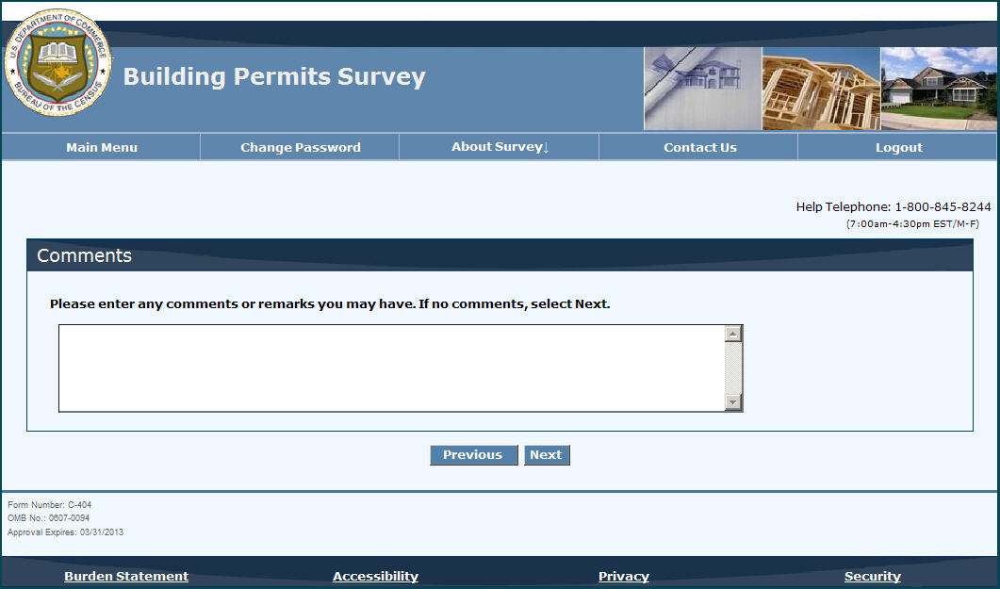 U.S. DEPARTMENT OF COMMERCE
BUREAU OF THE CENSUS
Building Permits Survey
Main Menu
Change Password
About Survey↓
Contact Us
Logout
Help Telephone: 1-800-845-8244
(7:00am-4:30pm EST/M-F)
Comments
Please enter any comments or remarks you may have. If no comments, select Next.
Previous
Next
Form Number: C-404
OMB No.: 0607-0094
Approval Expires: 03/31/2013
Burden Statement
Accessibility
Privacy
Security